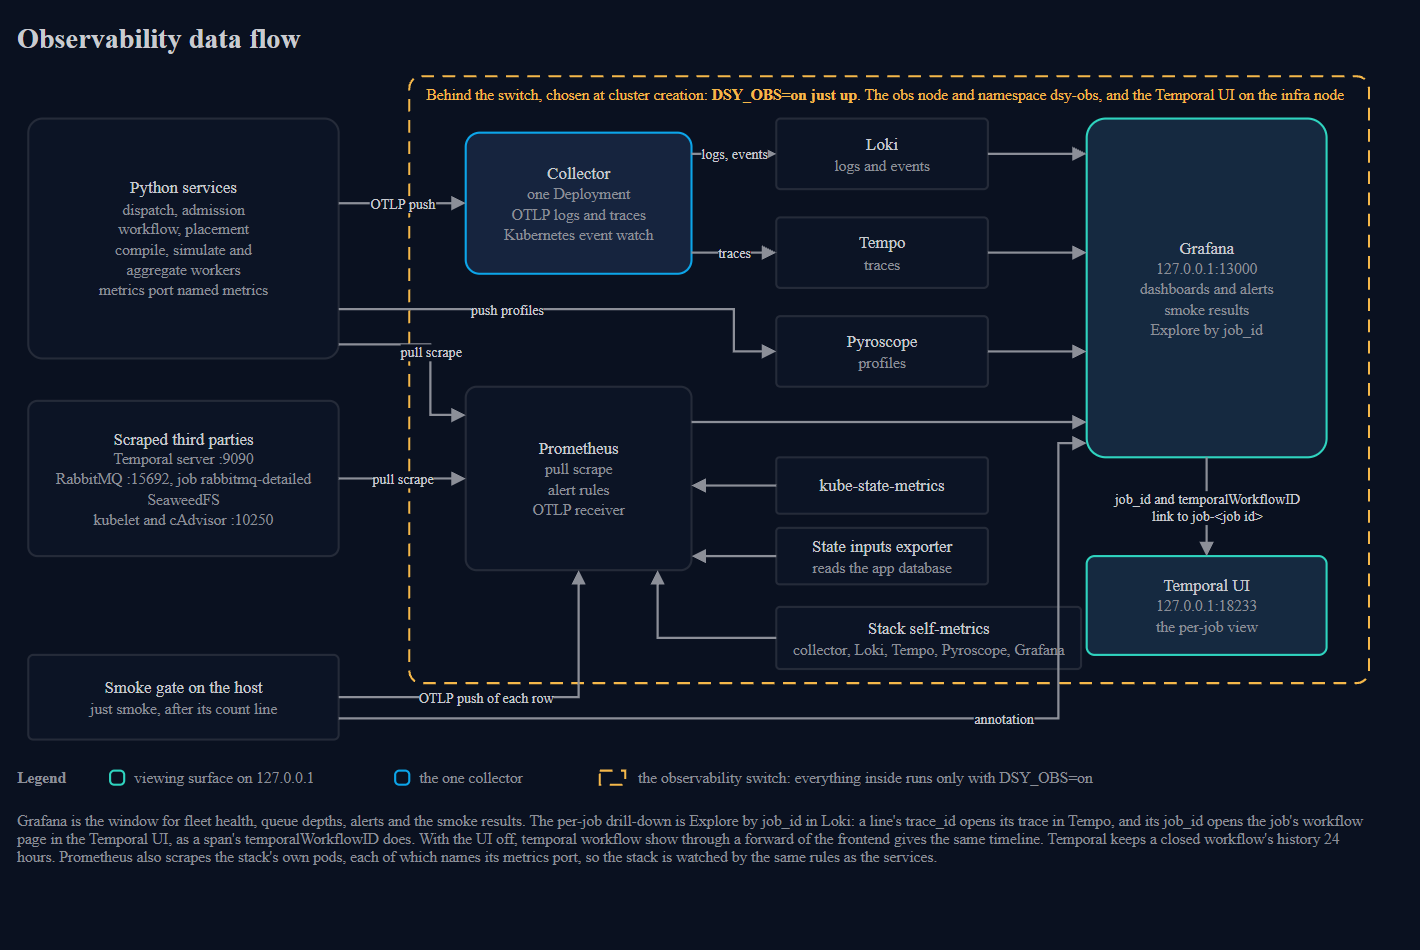 Observability data flow
Behind the switch, chosen at cluster creation: DSY_OBS=on just up. The obs node and namespace dsy-obs, and the Temporal UI on the infra node
Python services
dispatch, admission
workflow, placement
compile, simulate and
aggregate workers
metrics port named metrics
OTLP push
Collector
one Deployment
OTLP logs and traces
Kubernetes event watch
logs, events
traces
Loki
logs and events
Tempo
traces
Pyroscope
profiles
Grafana
127.0.0.1:13000
dashboards and alerts
smoke results
Explore by job_id
push profiles
pull scrape
Scraped third parties
Temporal server :9090
RabbitMQ :15692, job rabbitmq-detailed
SeaweedFS
kubelet and cAdvisor :10250
pull scrape
Prometheus
pull scrape
alert rules
OTLP receiver
kube-state-metrics
State inputs exporter
reads the app database
Stack self-metrics
collector, Loki, Tempo, Pyroscope, Grafana
job_id and temporalWorkflowID
link to job-<job id>
Temporal UI
127.0.0.1:18233
the per-job view
Smoke gate on the host
just smoke, after its count line
OTLP push of each row
annotation
Legend
viewing surface on 127.0.0.1
the one collector
the observability switch: everything inside runs only with DSY_OBS=on
Grafana is the window for fleet health, queue depths, alerts and the smoke results. The per-job drill-down is Explore by job_id in Loki: a line's trace_id opens its trace in Tempo, and its job_id opens the job's workflow
page in the Temporal UI, as a span's temporalWorkflowID does. With the UI off, temporal workflow show through a forward of the frontend gives the same timeline. Temporal keeps a closed workflow's history 24
hours. Prometheus also scrapes the stack's own pods, each of which names its metrics port, so the stack is watched by the same rules as the services.